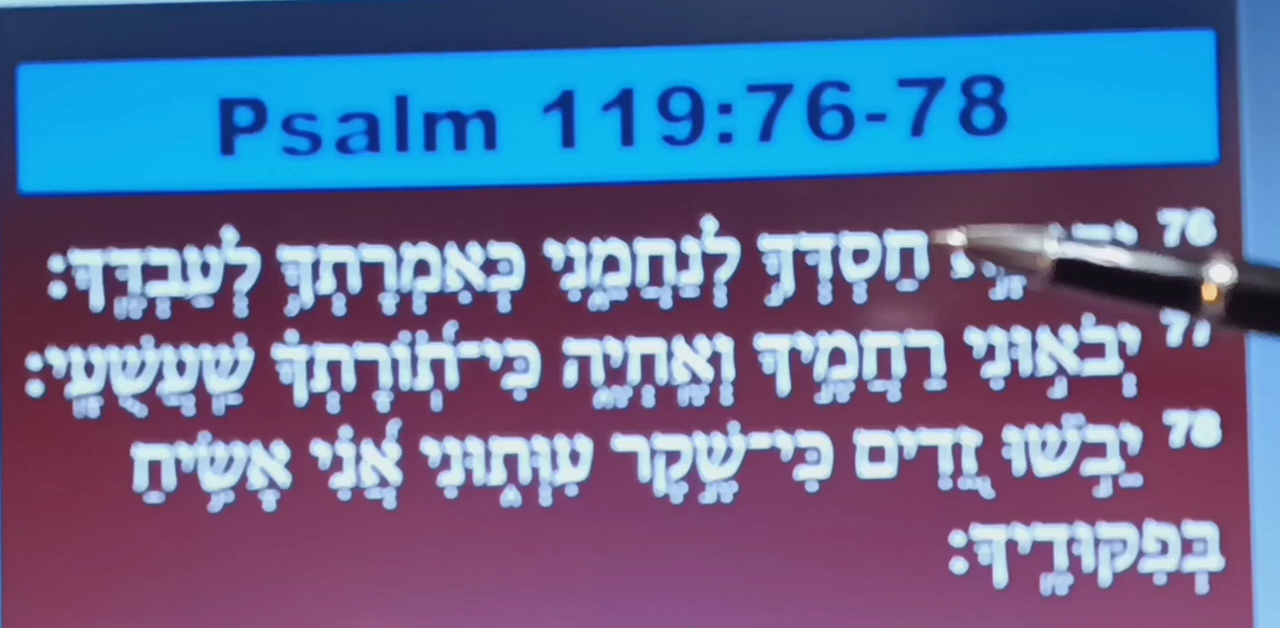 Psalm 119:76-78
76 חַסְדְּךָ לְנַחֲמֵנִי כְּאִמְרָתְךָ לְעַבְדֶּךָ׃
77 יְבֹאוּנִי רַחֲמֶיךָ וְאֶחְיֶה כִּי־תוֹרָתְךָ שַׁעֲשֻׁעָי׃
78 יֵבֹשׁוּ זֵדִים כִּי־שֶׁקֶר עִוְּתוּנִי אֲנִי אָשִׂיחַ
בְּפִקּוּדֶיךָ׃